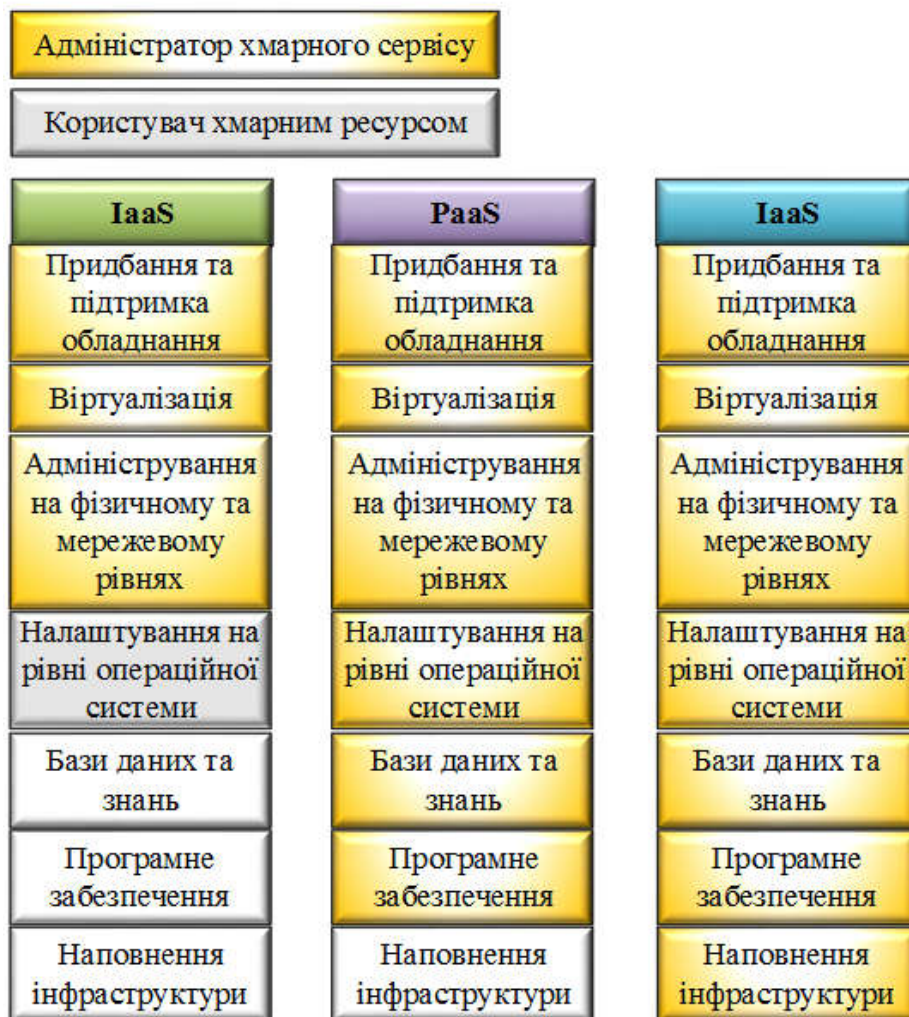 Адміністратор хмарного сервісу
Користувач хмарним ресурсом
IaaS
Придбання та
підтримка
обладнання
Віртуалізація
Адміністрування
на фізичному та
мережевому
рівнях
Налаштування на
рівні операційної
системи
Бази даних та
знань
Програмне
забезпечення
Наповнення
інфраструктури
PaaS
Придбання та
підтримка
обладнання
Віртуалізація
Адміністрування
на фізичному та
мережевому
рівнях
Налаштування на
рівні операційної
системи
Бази даних та
знань
Програмне
забезпечення
Наповнення
інфраструктури
IaaS
Придбання та
підтримка
обладнання
Віртуалізація
Адміністрування
на фізичному та
мережевому
рівнях
Налаштування на
рівні операційної
системи
Бази даних та
знань
Програмне
забезпечення
Наповнення
інфраструктури